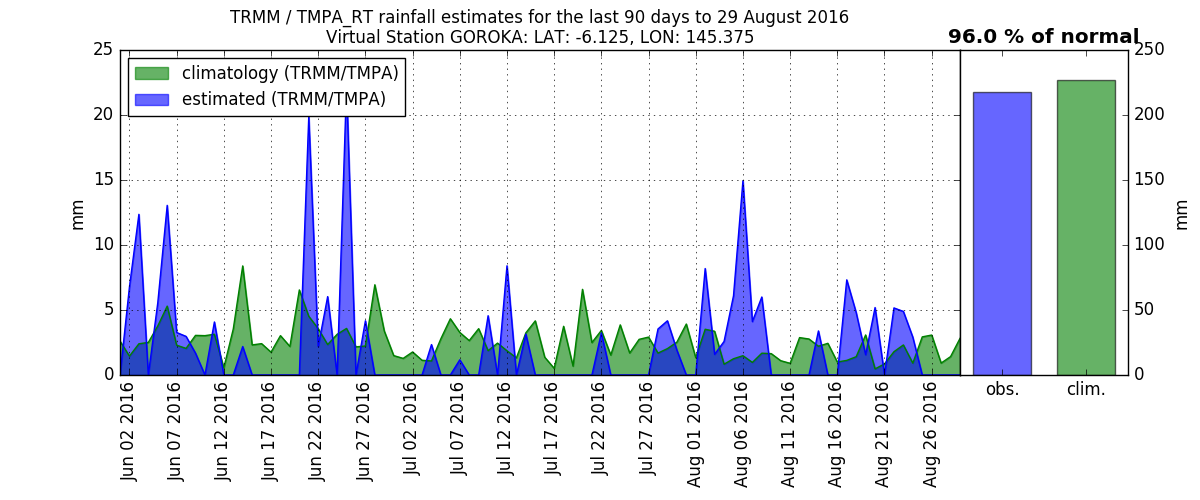 TRMM / TMPA_RT rainfall estimates for the last 90 days to 29 August 2016
Virtual Station GOROKA: LAT: -6.125, LON: 145.375
96.0 % of normal
climatology (TRMM/TMPA)
estimated (TRMM/TMPA)
25
20
15
10
5
0
mm
Jun 02 2016
Jun 07 2016
Jun 12 2016
Jun 17 2016
Jun 22 2016
Jun 27 2016
Jul 02 2016
Jul 07 2016
Jul 12 2016
Jul 17 2016
Jul 22 2016
Jul 27 2016
Aug 01 2016
Aug 06 2016
Aug 11 2016
Aug 16 2016
Aug 21 2016
Aug 26 2016
obs.
clim.
250
200
150
100
50
0
mm